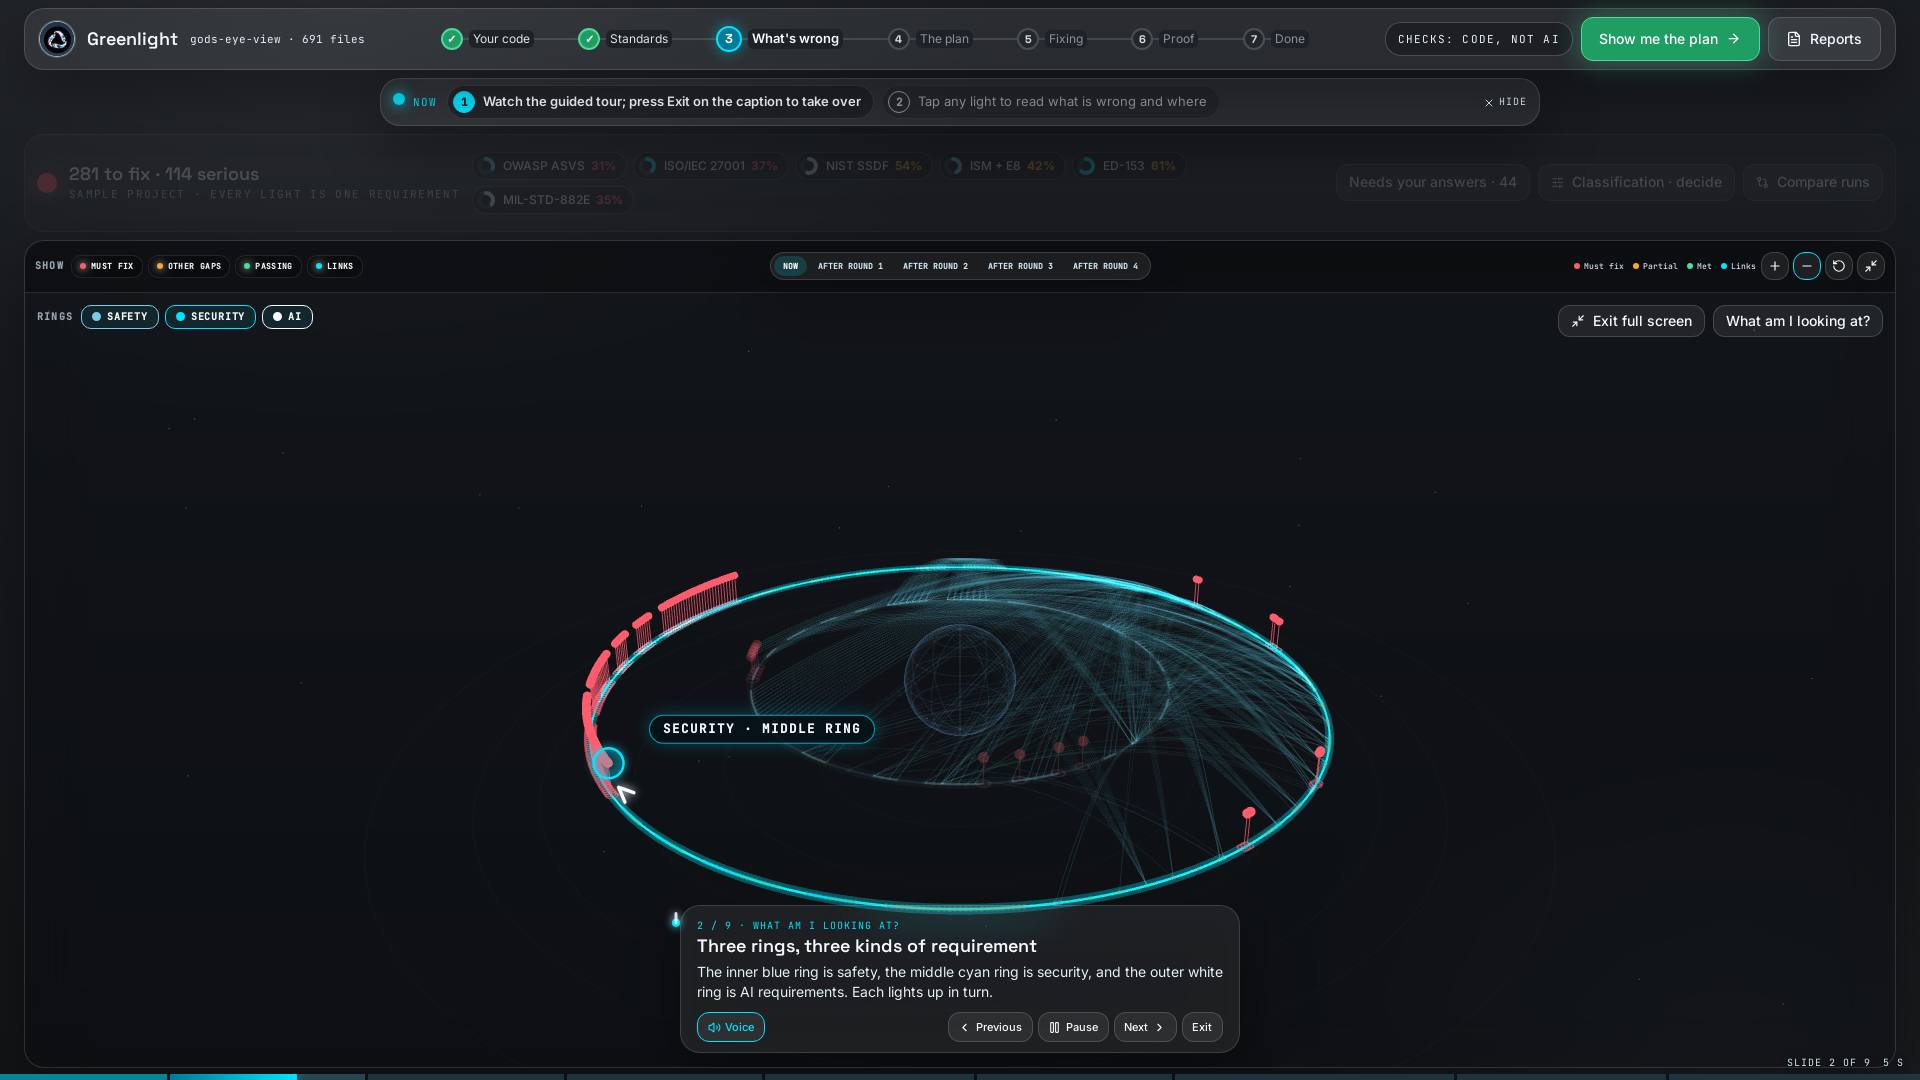 Greenlight gods-eye-view · 691 files
✓ Your code ✓ Standards 3 What's wrong 4 The plan 5 Fixing 6 Proof 7 Done
CHECKS: CODE, NOT AI Show me the plan → Reports
NOW 1 Watch the guided tour; press Exit on the caption to take over 2 Tap any light to read what is wrong and where × HIDE
281 to fix · 114 serious
SAMPLE PROJECT · EVERY LIGHT IS ONE REQUIREMENT
OWASP ASVS 31% ISO/IEC 27001 37% NIST SSDF 54% ISM + E8 42% ED-153 61%
MIL-STD-882E 35%
Needs your answers · 44 Classification · decide Compare runs
SHOW MUST FIX OTHER GAPS PASSING LINKS
NOW AFTER ROUND 1 AFTER ROUND 2 AFTER ROUND 3 AFTER ROUND 4
Must fix Partial Met Links + −
RINGS SAFETY SECURITY AI
Exit full screen What am I looking at?
SECURITY · MIDDLE RING
2 / 9 · WHAT AM I LOOKING AT?
Three rings, three kinds of requirement
The inner blue ring is safety, the middle cyan ring is security, and the outer white
ring is AI requirements. Each lights up in turn.
Voice Previous Pause Next Exit
SLIDE 2 OF 9 5 S